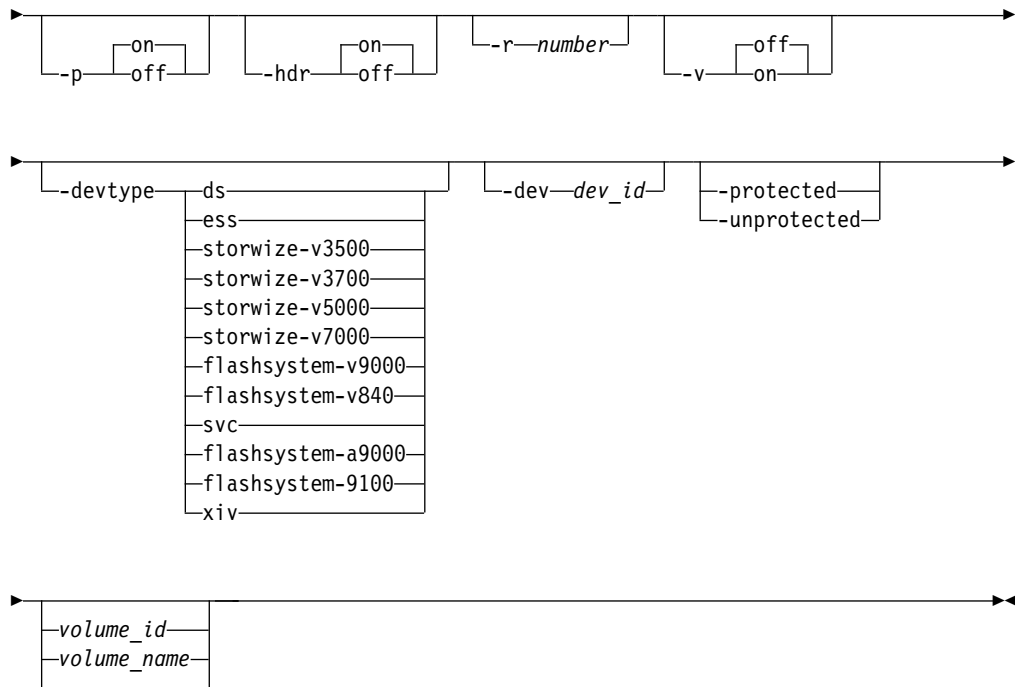 on on off
-p off -hdr off -r number -v on
-devtype ds -dev dev_id -protected
ess -unprotected
storwize-v3500
storwize-v3700
storwize-v5000
storwize-v7000
flashsystem-v9000
flashsystem-v840
svc
flashsystem-a9000
flashsystem-9100
xiv
volume_id
volume_name